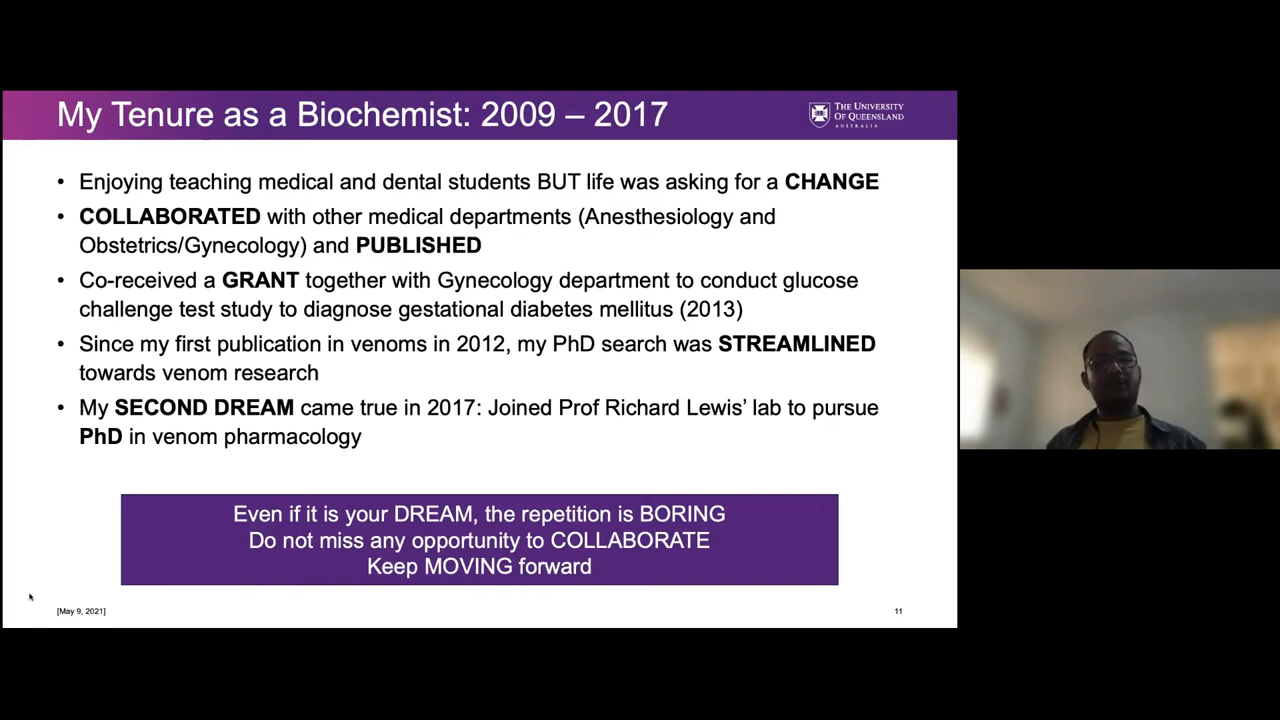 My Tenure as a Biochemist: 2009 – 2017
THE UNIVERSITY
OF QUEENSLAND
AUSTRALIA
• Enjoying teaching medical and dental students BUT life was asking for a CHANGE
• COLLABORATED with other medical departments (Anesthesiology and
Obstetrics/Gynecology) and PUBLISHED
• Co-received a GRANT together with Gynecology department to conduct glucose
challenge test study to diagnose gestational diabetes mellitus (2013)
• Since my first publication in venoms in 2012, my PhD search was STREAMLINED
towards venom research
• My SECOND DREAM came true in 2017: Joined Prof Richard Lewis’ lab to pursue
PhD in venom pharmacology
Even if it is your DREAM, the repetition is BORING
Do not miss any opportunity to COLLABORATE
Keep MOVING forward
[May 9, 2021]
11